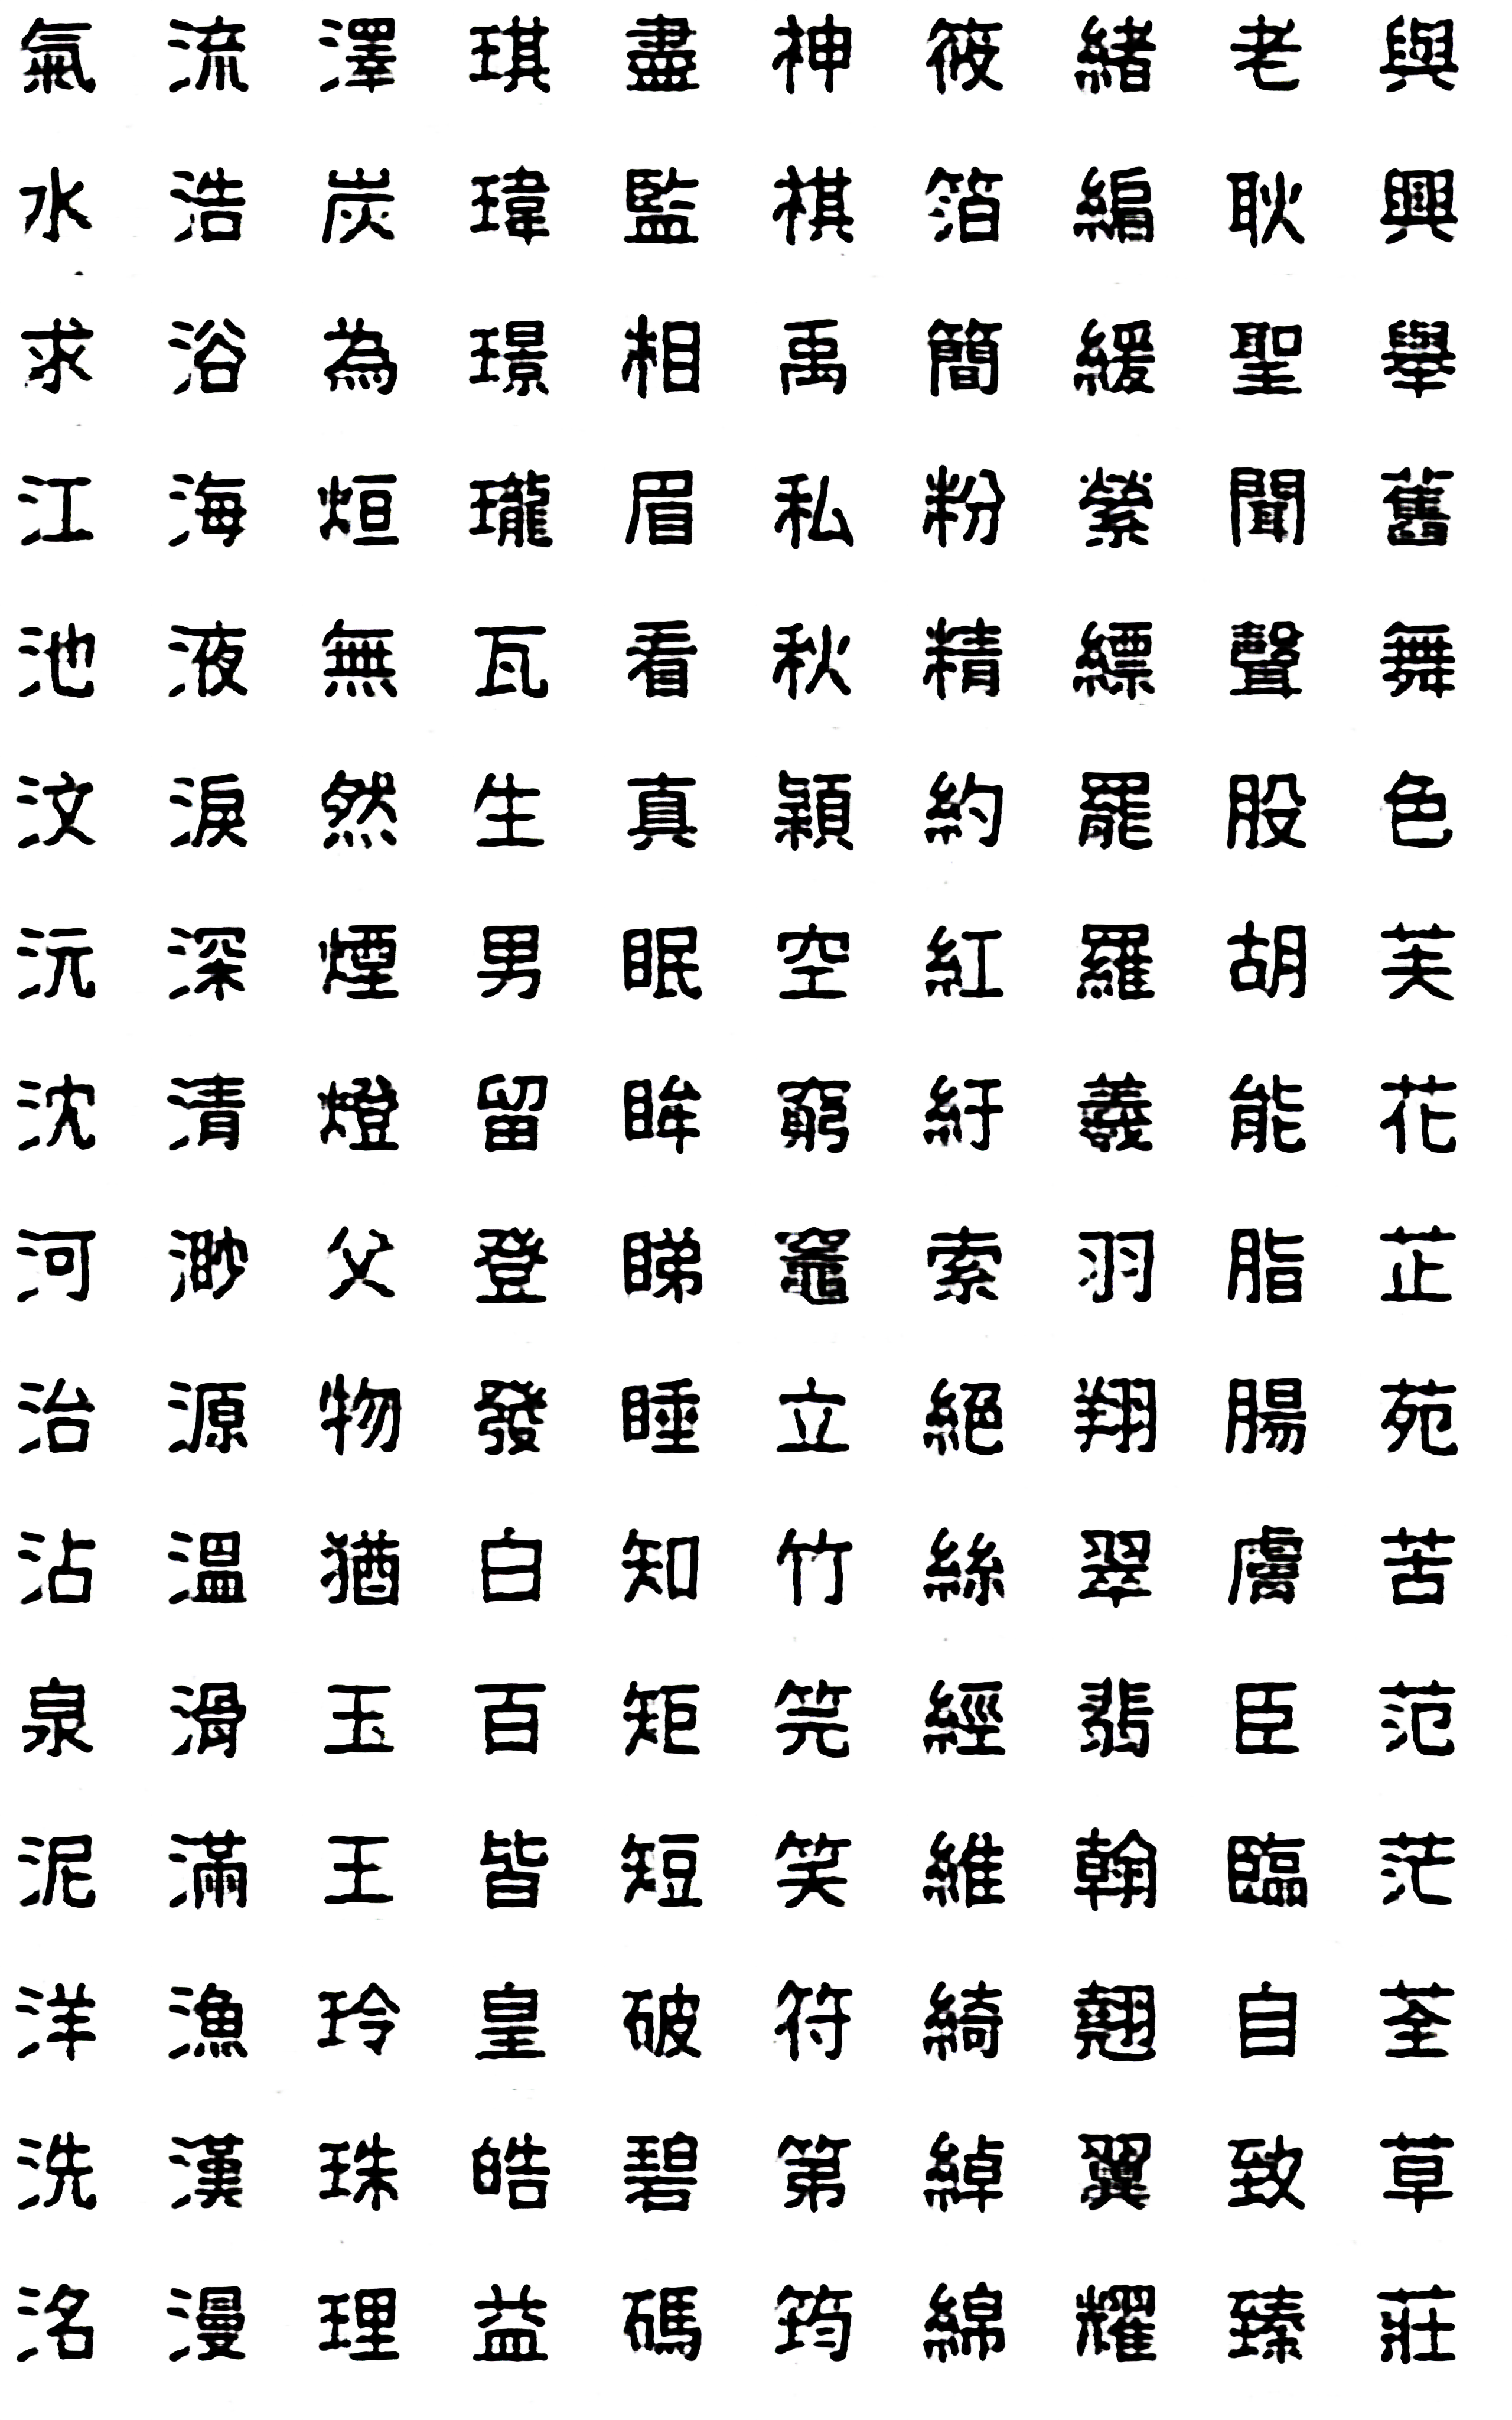 氣水求江池汶沅沈河治沾泉泥洋洗洺
流浩浴海液淚深清渺源溫滑滿漁漢漫
澤炭為烜無然煙燈父物猶玉王玲珠理
琪瑋璟瓏瓦生男留登發白百皆皇皓益
盡監相眉看真眠眸睇睡知矩短破碧碼
神祺禹私秋穎空窮竈立竹笎笑符第筠
筱箔簡粉精約紅紆索絕絲經維綺綽綿
緒編緩縈縹罷羅羲羽翔翠翡翰翹翼耀
老耿聖聞聲股胡能脂腸膚臣臨自致臻
與興舉舊舞色芙花芷苑苦范茫荃草莊